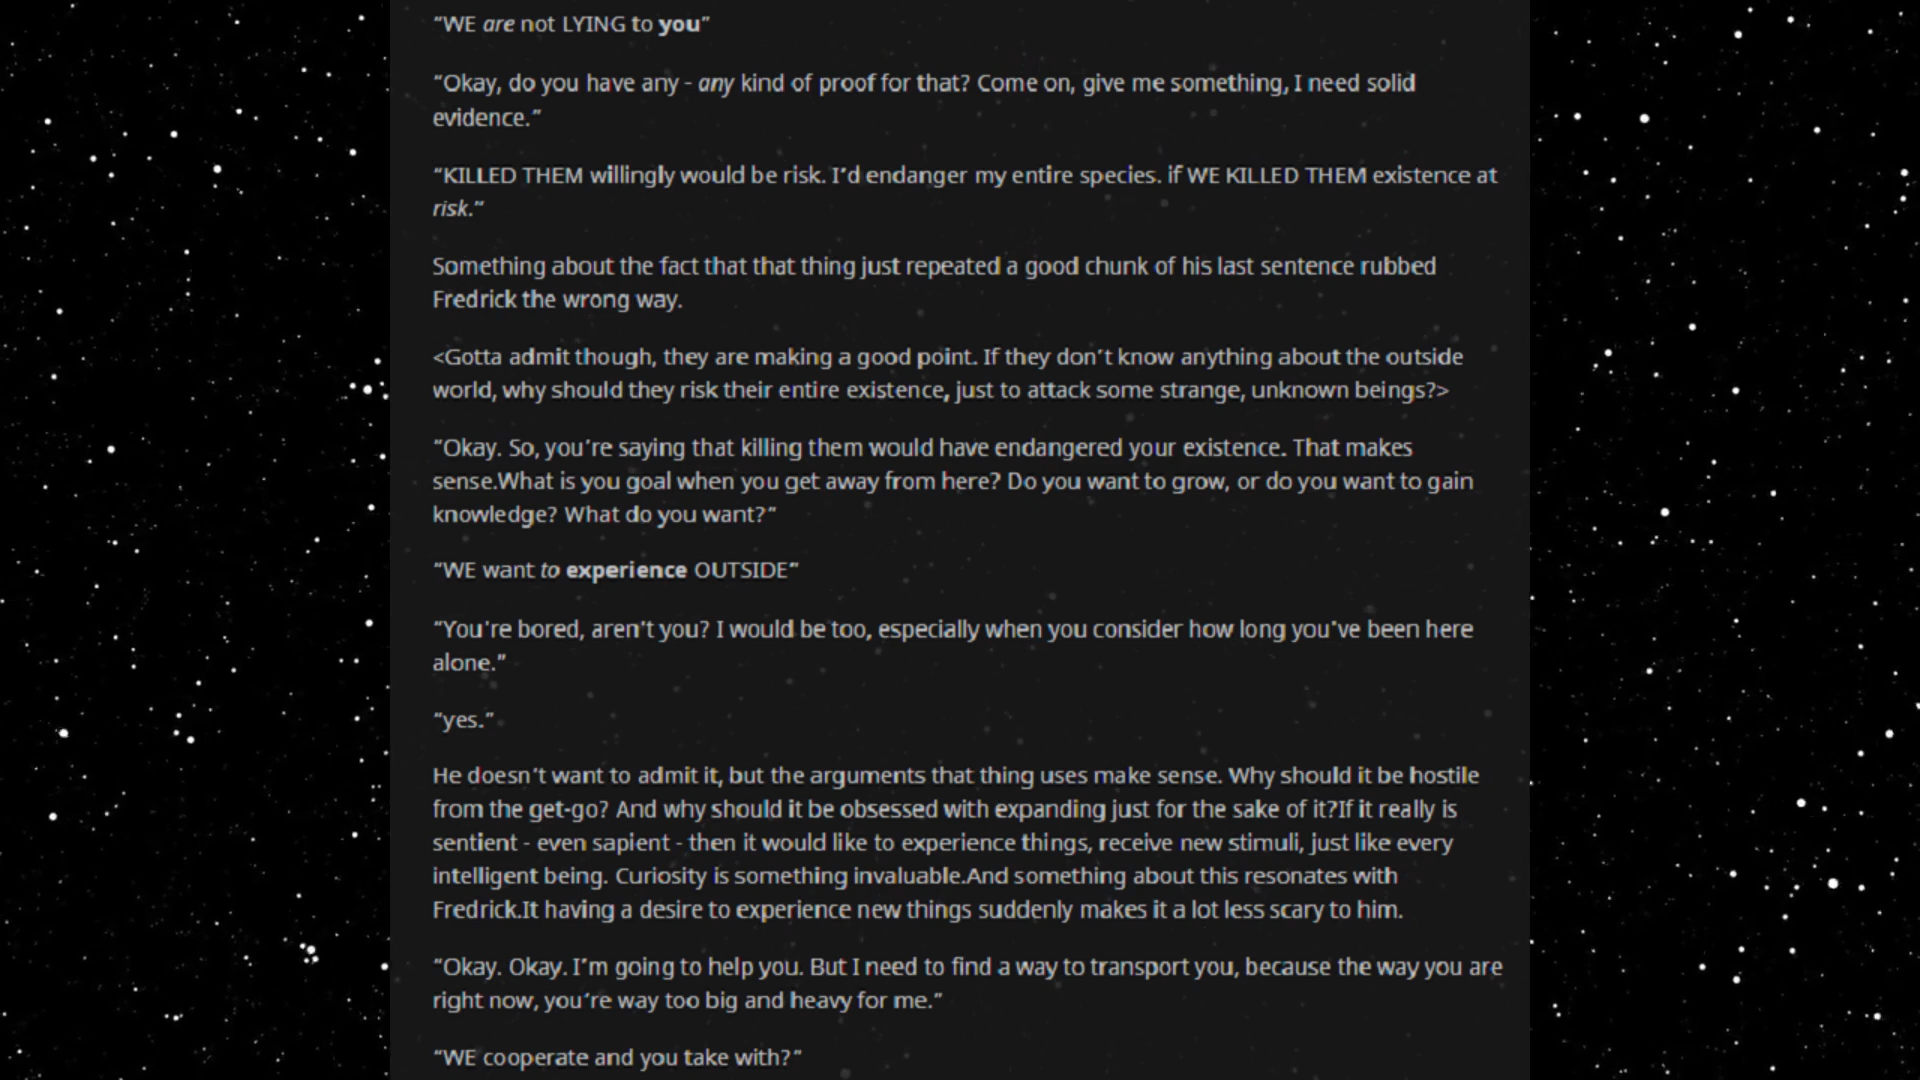 “WE are not LYING to you”
“Okay, do you have any - any kind of proof for that? Come on, give me something, I need solid
evidence.”
“KILLED THEM willingly would be risk. I’d endanger my entire species. if WE KILLED THEM existence at
risk.”
Something about the fact that that thing just repeated a good chunk of his last sentence rubbed
Fredrick the wrong way.
<Gotta admit though, they are making a good point. If they don’t know anything about the outside
world, why should they risk their entire existence, just to attack some strange, unknown beings?>
“Okay. So, you’re saying that killing them would have endangered your existence. That makes
sense.What is you goal when you get away from here? Do you want to grow, or do you want to gain
knowledge? What do you want?”
“WE want to experience OUTSIDE”
“You’re bored, aren’t you? I would be too, especially when you consider how long you’ve been here
alone.”
“yes.”
He doesn’t want to admit it, but the arguments that thing uses make sense. Why should it be hostile
from the get-go? And why should it be obsessed with expanding just for the sake of it?If it really is
sentient - even sapient - then it would like to experience things, receive new stimuli, just like every
intelligent being. Curiosity is something invaluable.And something about this resonates with
Fredrick.It having a desire to experience new things suddenly makes it a lot less scary to him.
“Okay. Okay. I’m going to help you. But I need to find a way to transport you, because the way you are
right now, you’re way too big and heavy for me.”
“WE cooperate and you take with?”